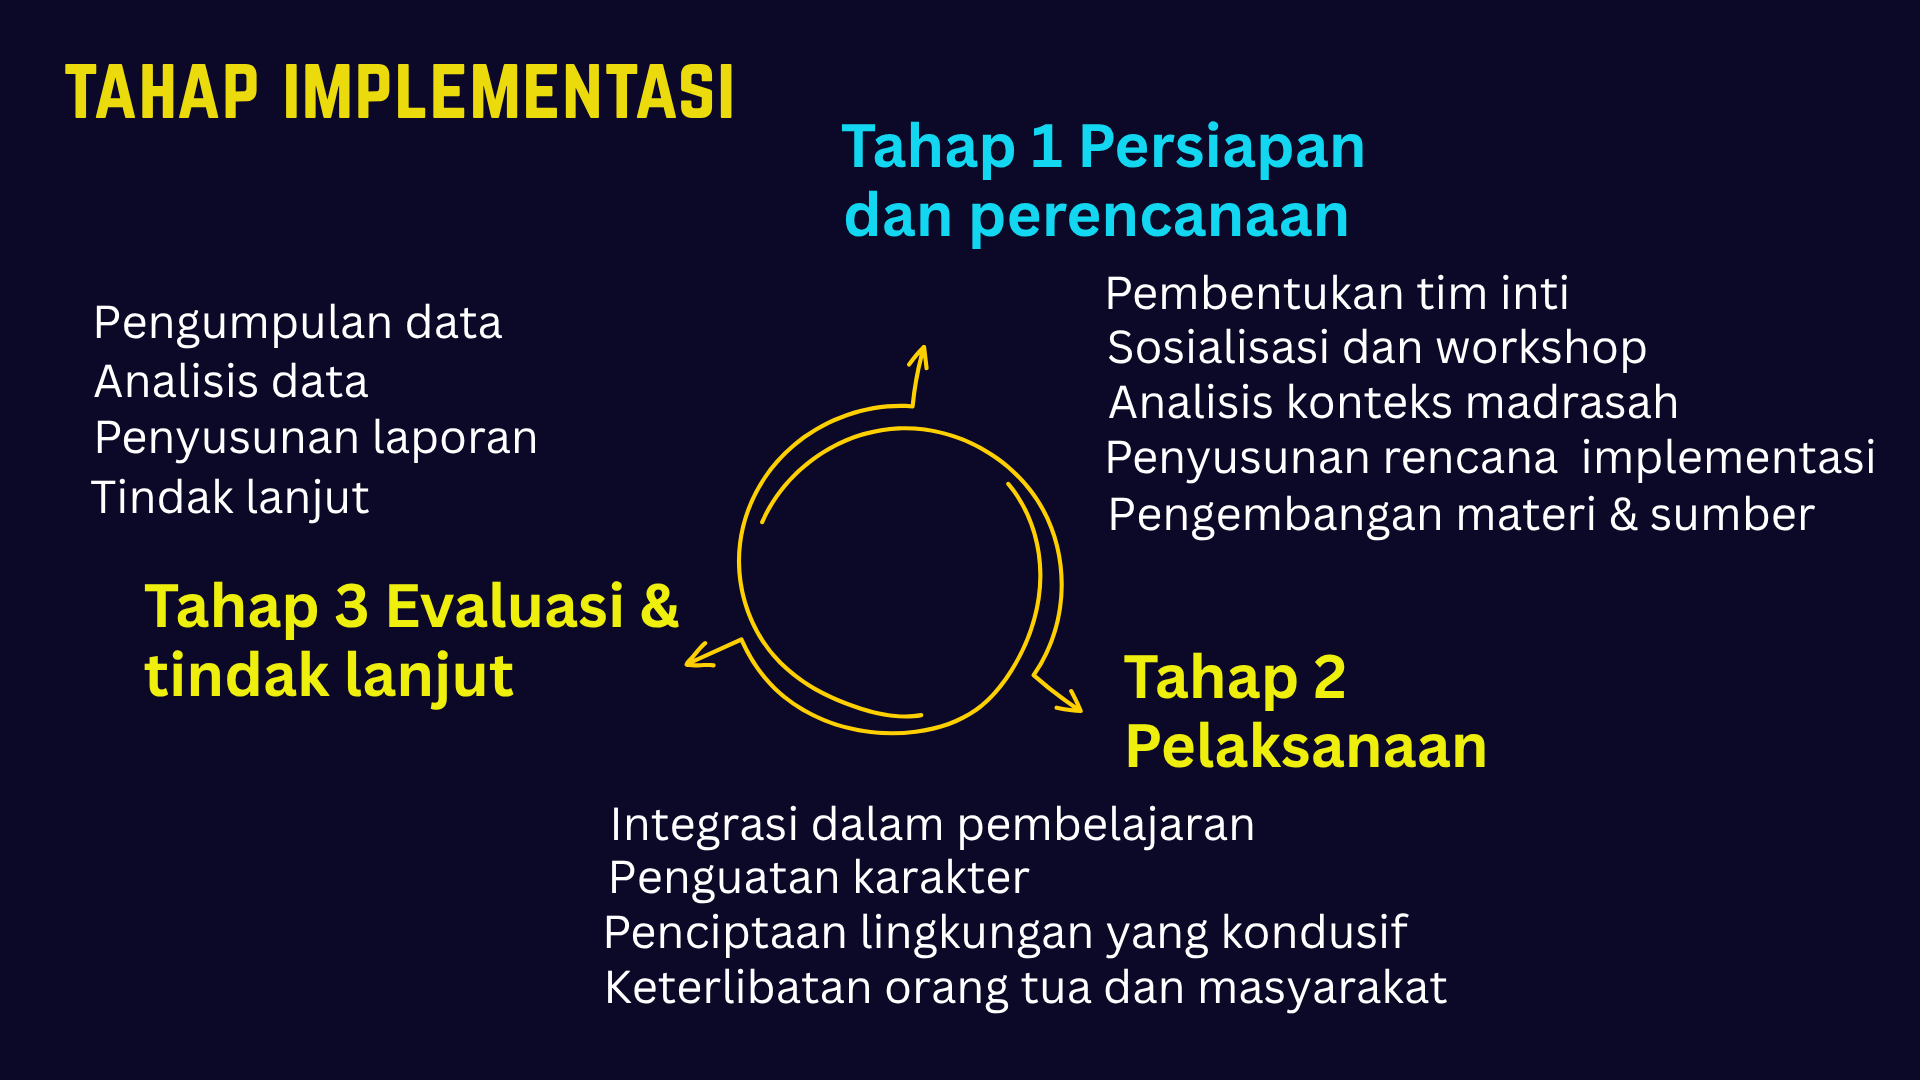 TAHAP IMPLEMENTASI
Tahap 1 Persiapan
dan perencanaan
Pembentukan tim inti
Sosialisasi dan workshop
Analisis konteks madrasah
Penyusunan rencana  implementasi
Pengembangan materi & sumber
Tahap 2
Pelaksanaan
Integrasi dalam pembelajaran
Penguatan karakter
Penciptaan lingkungan yang kondusif
Keterlibatan orang tua dan masyarakat
Tahap 3 Evaluasi &
tindak lanjut
Pengumpulan data
Analisis data
Penyusunan laporan
Tindak lanjut